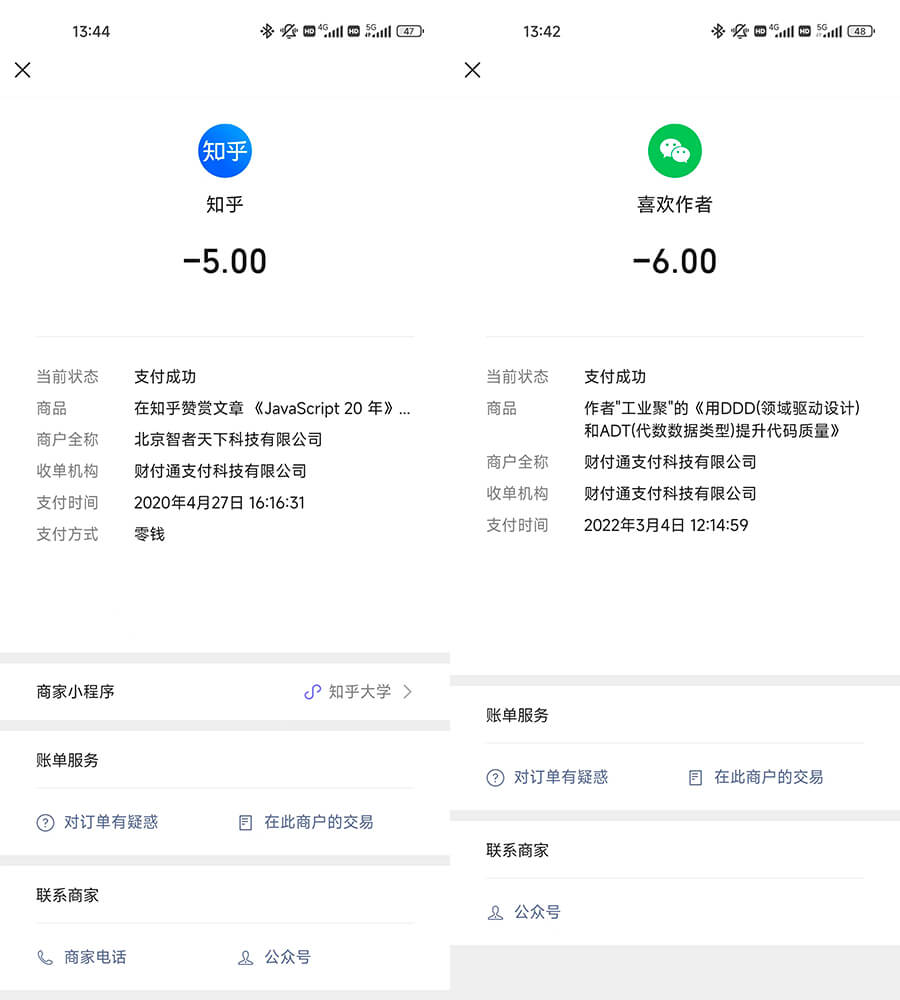 13:44
HD 4G HD 5G 47
知乎
知乎
-5.00
当前状态 支付成功
商品 在知乎赞赏文章 《JavaScript 20 年》...
商户全称 北京智者天下科技有限公司
收单机构 财付通支付科技有限公司
支付时间 2020年4月27日 16:16:31
支付方式 零钱
商家小程序 知乎大学
账单服务
对订单有疑惑 在此商户的交易
联系商家
商家电话 公众号
13:42
HD 4G HD 5G 48
喜欢作者
-6.00
当前状态 支付成功
商品 作者"工业聚"的《用DDD(领域驱动设计)
和ADT(代数数据类型)提升代码质量》
商户全称 财付通支付科技有限公司
收单机构 财付通支付科技有限公司
支付时间 2022年3月4日 12:14:59
账单服务
对订单有疑惑 在此商户的交易
联系商家
公众号